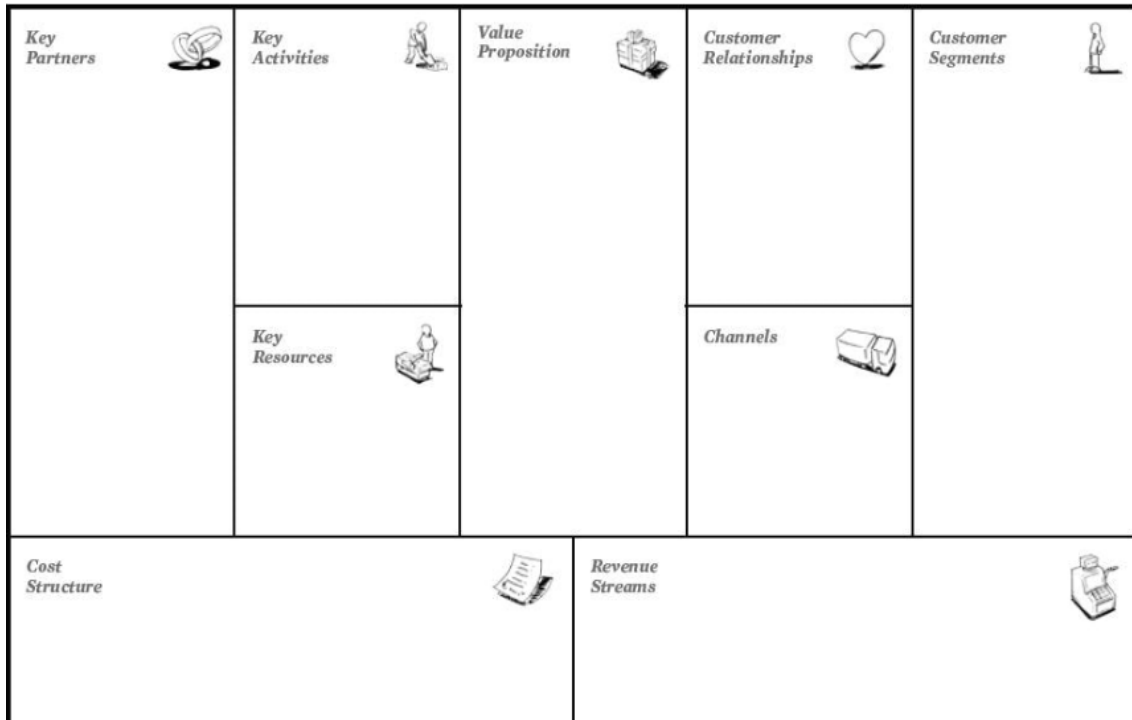 Key
Partners
Key
Activities
Value
Proposition
Customer
Relationships
Customer
Segments
Key
Resources
Channels
Cost
Structure
Revenue
Streams